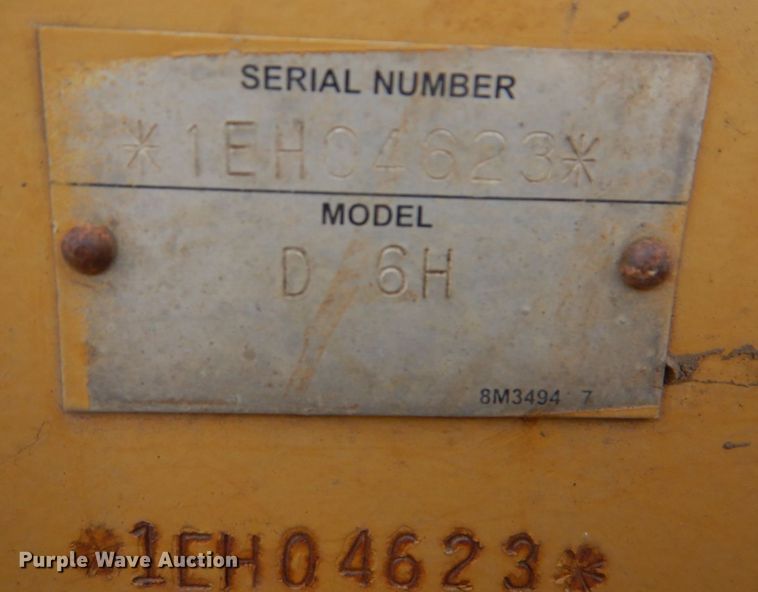 SERIAL NUMBER
*1EH04623*
MODEL
D 6H
8M3494 7
*1EH04623*
Purple Wave Auction